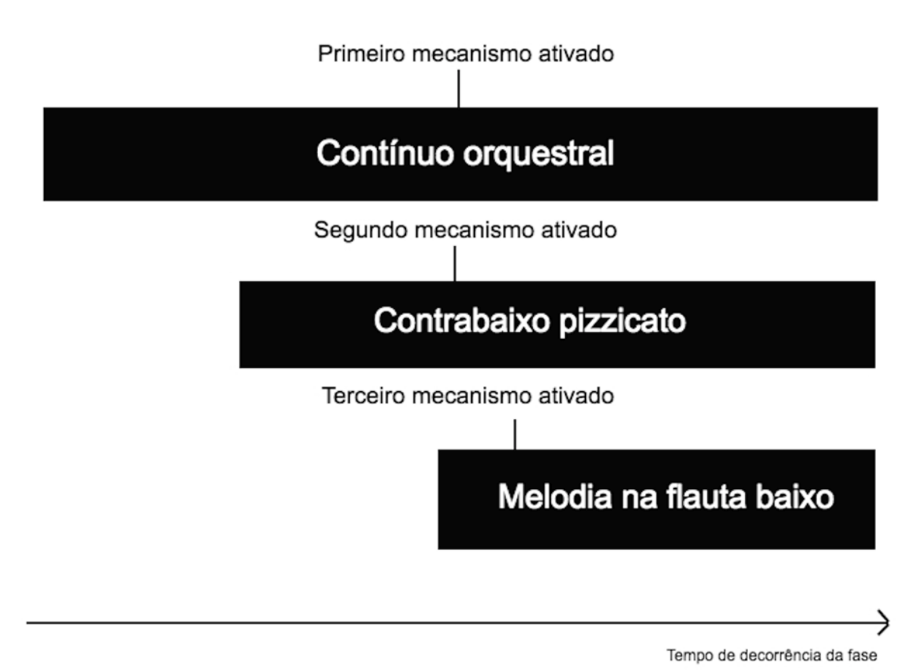 Primeiro mecanismo ativado
Contínuo orquestral
Segundo mecanismo ativado
Contrabaixo pizzicato
Terceiro mecanismo ativado
Melodia na flauta baixo
Tempo de decorrência da fase